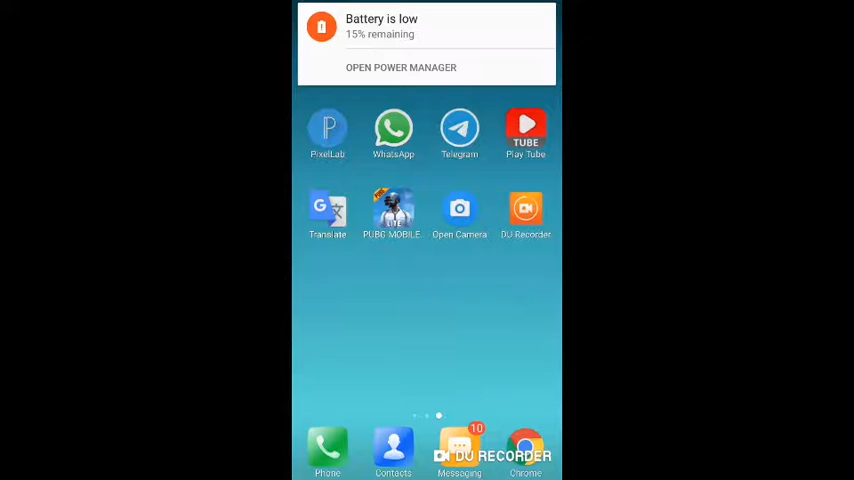 Battery is low
15% remaining
OPEN POWER MANAGER
PixelLab
WhatsApp
Telegram
TUBE
Play Tube
G
LITE
Translate
PUBG MOBILE
Open Camera
DU Recorder
10
DU RECORDER
Phone
Contacts
Messaging
Chrome